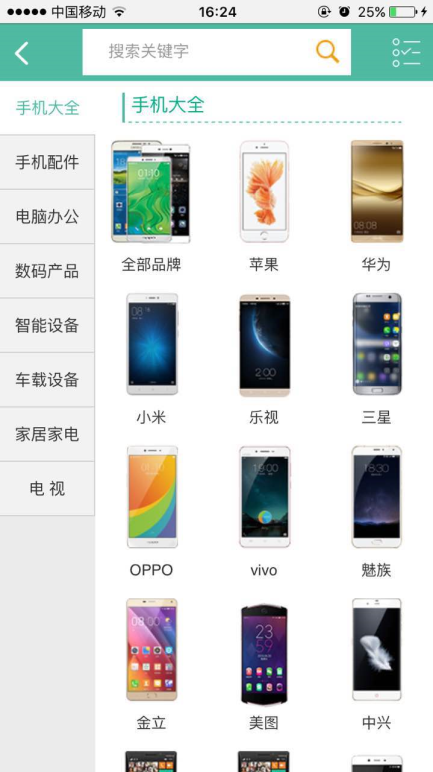 中国移动 16:24 25%
搜索关键字
手机大全
手机配件
电脑办公
数码产品
智能设备
车载设备
家居家电
电 视
手机大全
全部品牌 苹果 华为
小米 乐视 三星
OPPO vivo 魅族
金立 美图 中兴